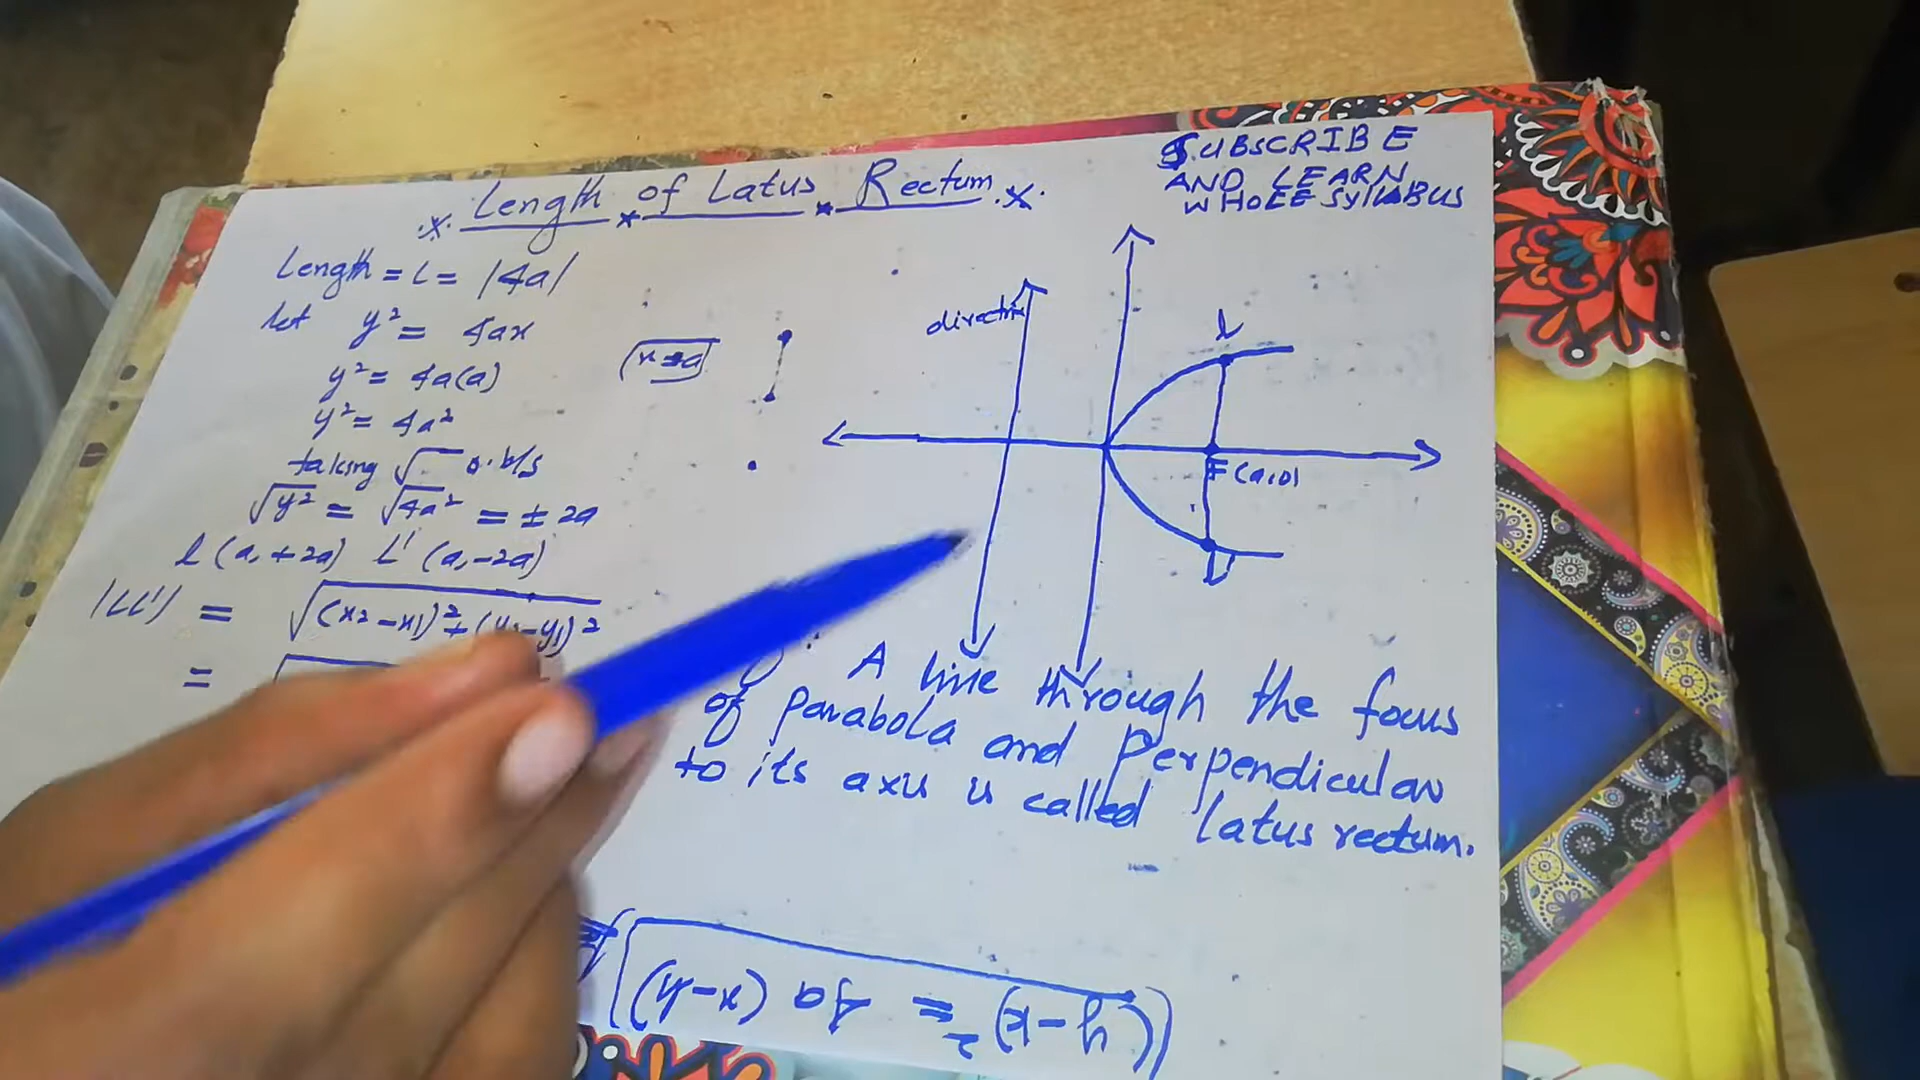 Length of Latus Rectum
SUBSCRIBE
AND LEARN
WHOLE SYLLABUS
Length = L = |4a|
let y² = 4ax
y² = 4a(a)
(x=a)
y² = 4a²
taking √ o.b/s
√y² = √4a² = ± 2a
L (a, +2a) L' (a, -2a)
|LL'| = √(x₂-x₁)² + (y₂-y₁)²
=
directrix
L
F(a,0)
L'
A line through the focus
of parabola and perpendicular
to its axis is called latus rectum.